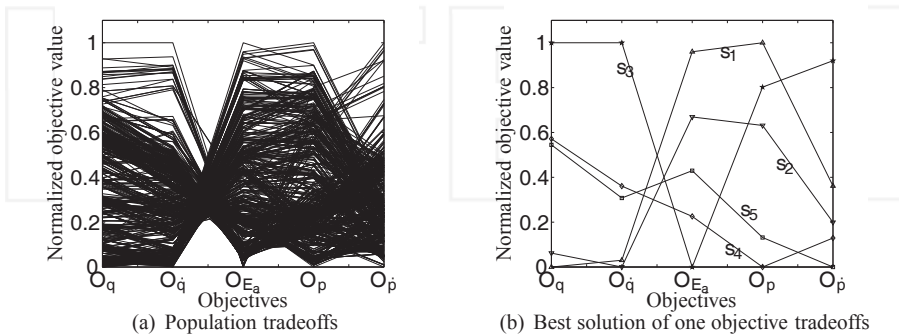 Normalized objective value
1
0.8
0.6
0.4
0.2
0
O_q O_q̇ O_Ea O_p O_ṗ
Objectives
(a) Population tradeoffs
Normalized objective value
1
0.8
0.6
0.4
0.2
0
S1
S3
S2
S5
S4
O_q O_q̇ O_Ea O_p O_ṗ
Objectives
(b) Best solution of one objective tradeoffs